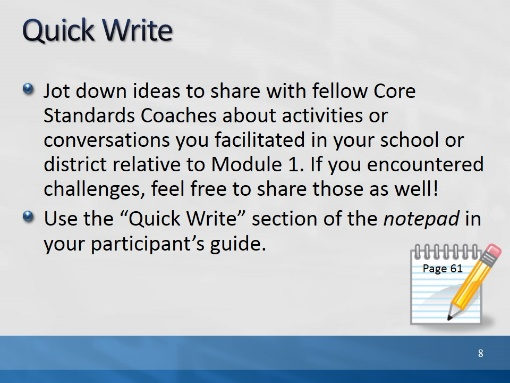 Quick Write
Jot down ideas to share with fellow Core
Standards Coaches about activities or
conversations you facilitated in your school or
district relative to Module 1. If you encountered
challenges, feel free to share those as well!
Use the “Quick Write” section of the notepad in
your participant’s guide.
Page 61
8